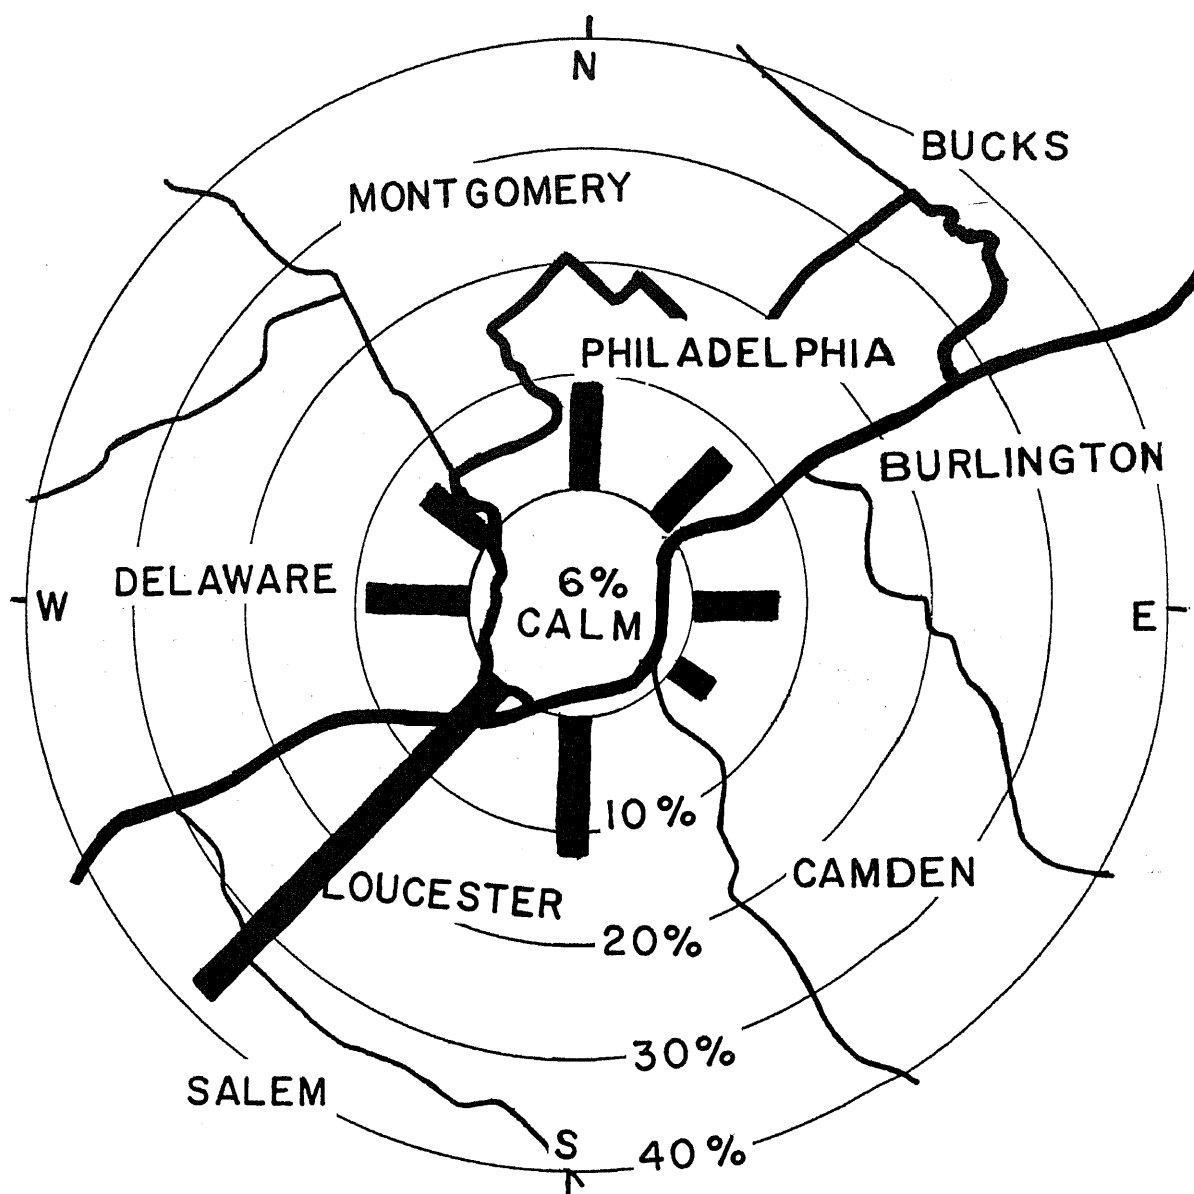 N
BUCKS
MONTGOMERY
PHILADELPHIA
BURLINGTON
DELAWARE
6%
CALM
W
E
10%
CAMDEN
LOUCESTER
20%
30%
SALEM
S
40%